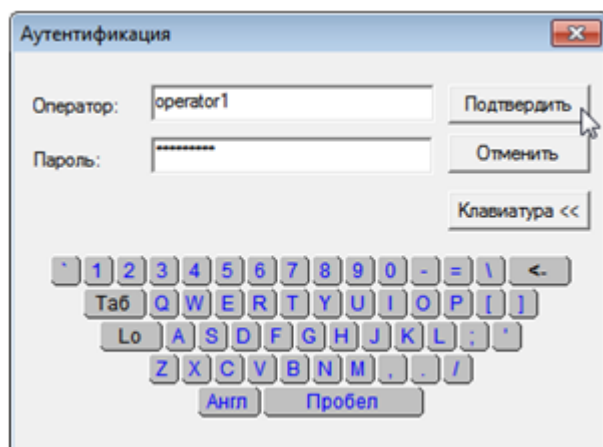 Аутентификация
Оператор: operator1 Подтвердить
Пароль: ********* Отменить
Клавиатура <<
` 1 2 3 4 5 6 7 8 9 0 - = \ <-
Таб Q W E R T Y U I O P [ ]
Lo A S D F G H J K L ; '
Z X C V B N M , . /
Англ Пробел